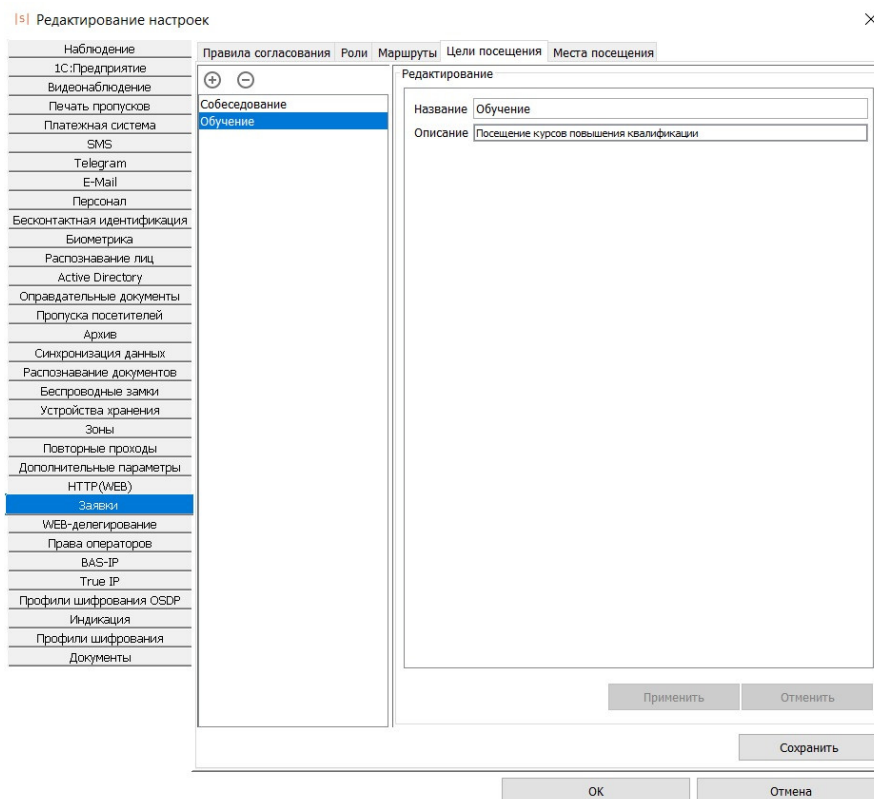 |s| Редактирование настроек
Наблюдение
1С:Предприятие
Видеонаблюдение
Печать пропусков
Платежная система
SMS
Telegram
E-Mail
Персонал
Бесконтактная идентификация
Биометрика
Распознавание лиц
Active Directory
Оправдательные документы
Пропуска посетителей
Архив
Синхронизация данных
Распознавание документов
Беспроводные замки
Устройства хранения
Зоны
Повторные проходы
Дополнительные параметры
HTTP(WEB)
Заявки
WEB-делегирование
Права операторов
BAS-IP
True IP
Профили шифрования OSDP
Индикация
Профили шифрования
Документы
Правила согласования Роли Маршруты Цели посещения Места посещения
Собеседование
Обучение
Редактирование
Название Обучение
Описание Посещение курсов повышения квалификации
Применить Отменить
Сохранить
ОК Отмена